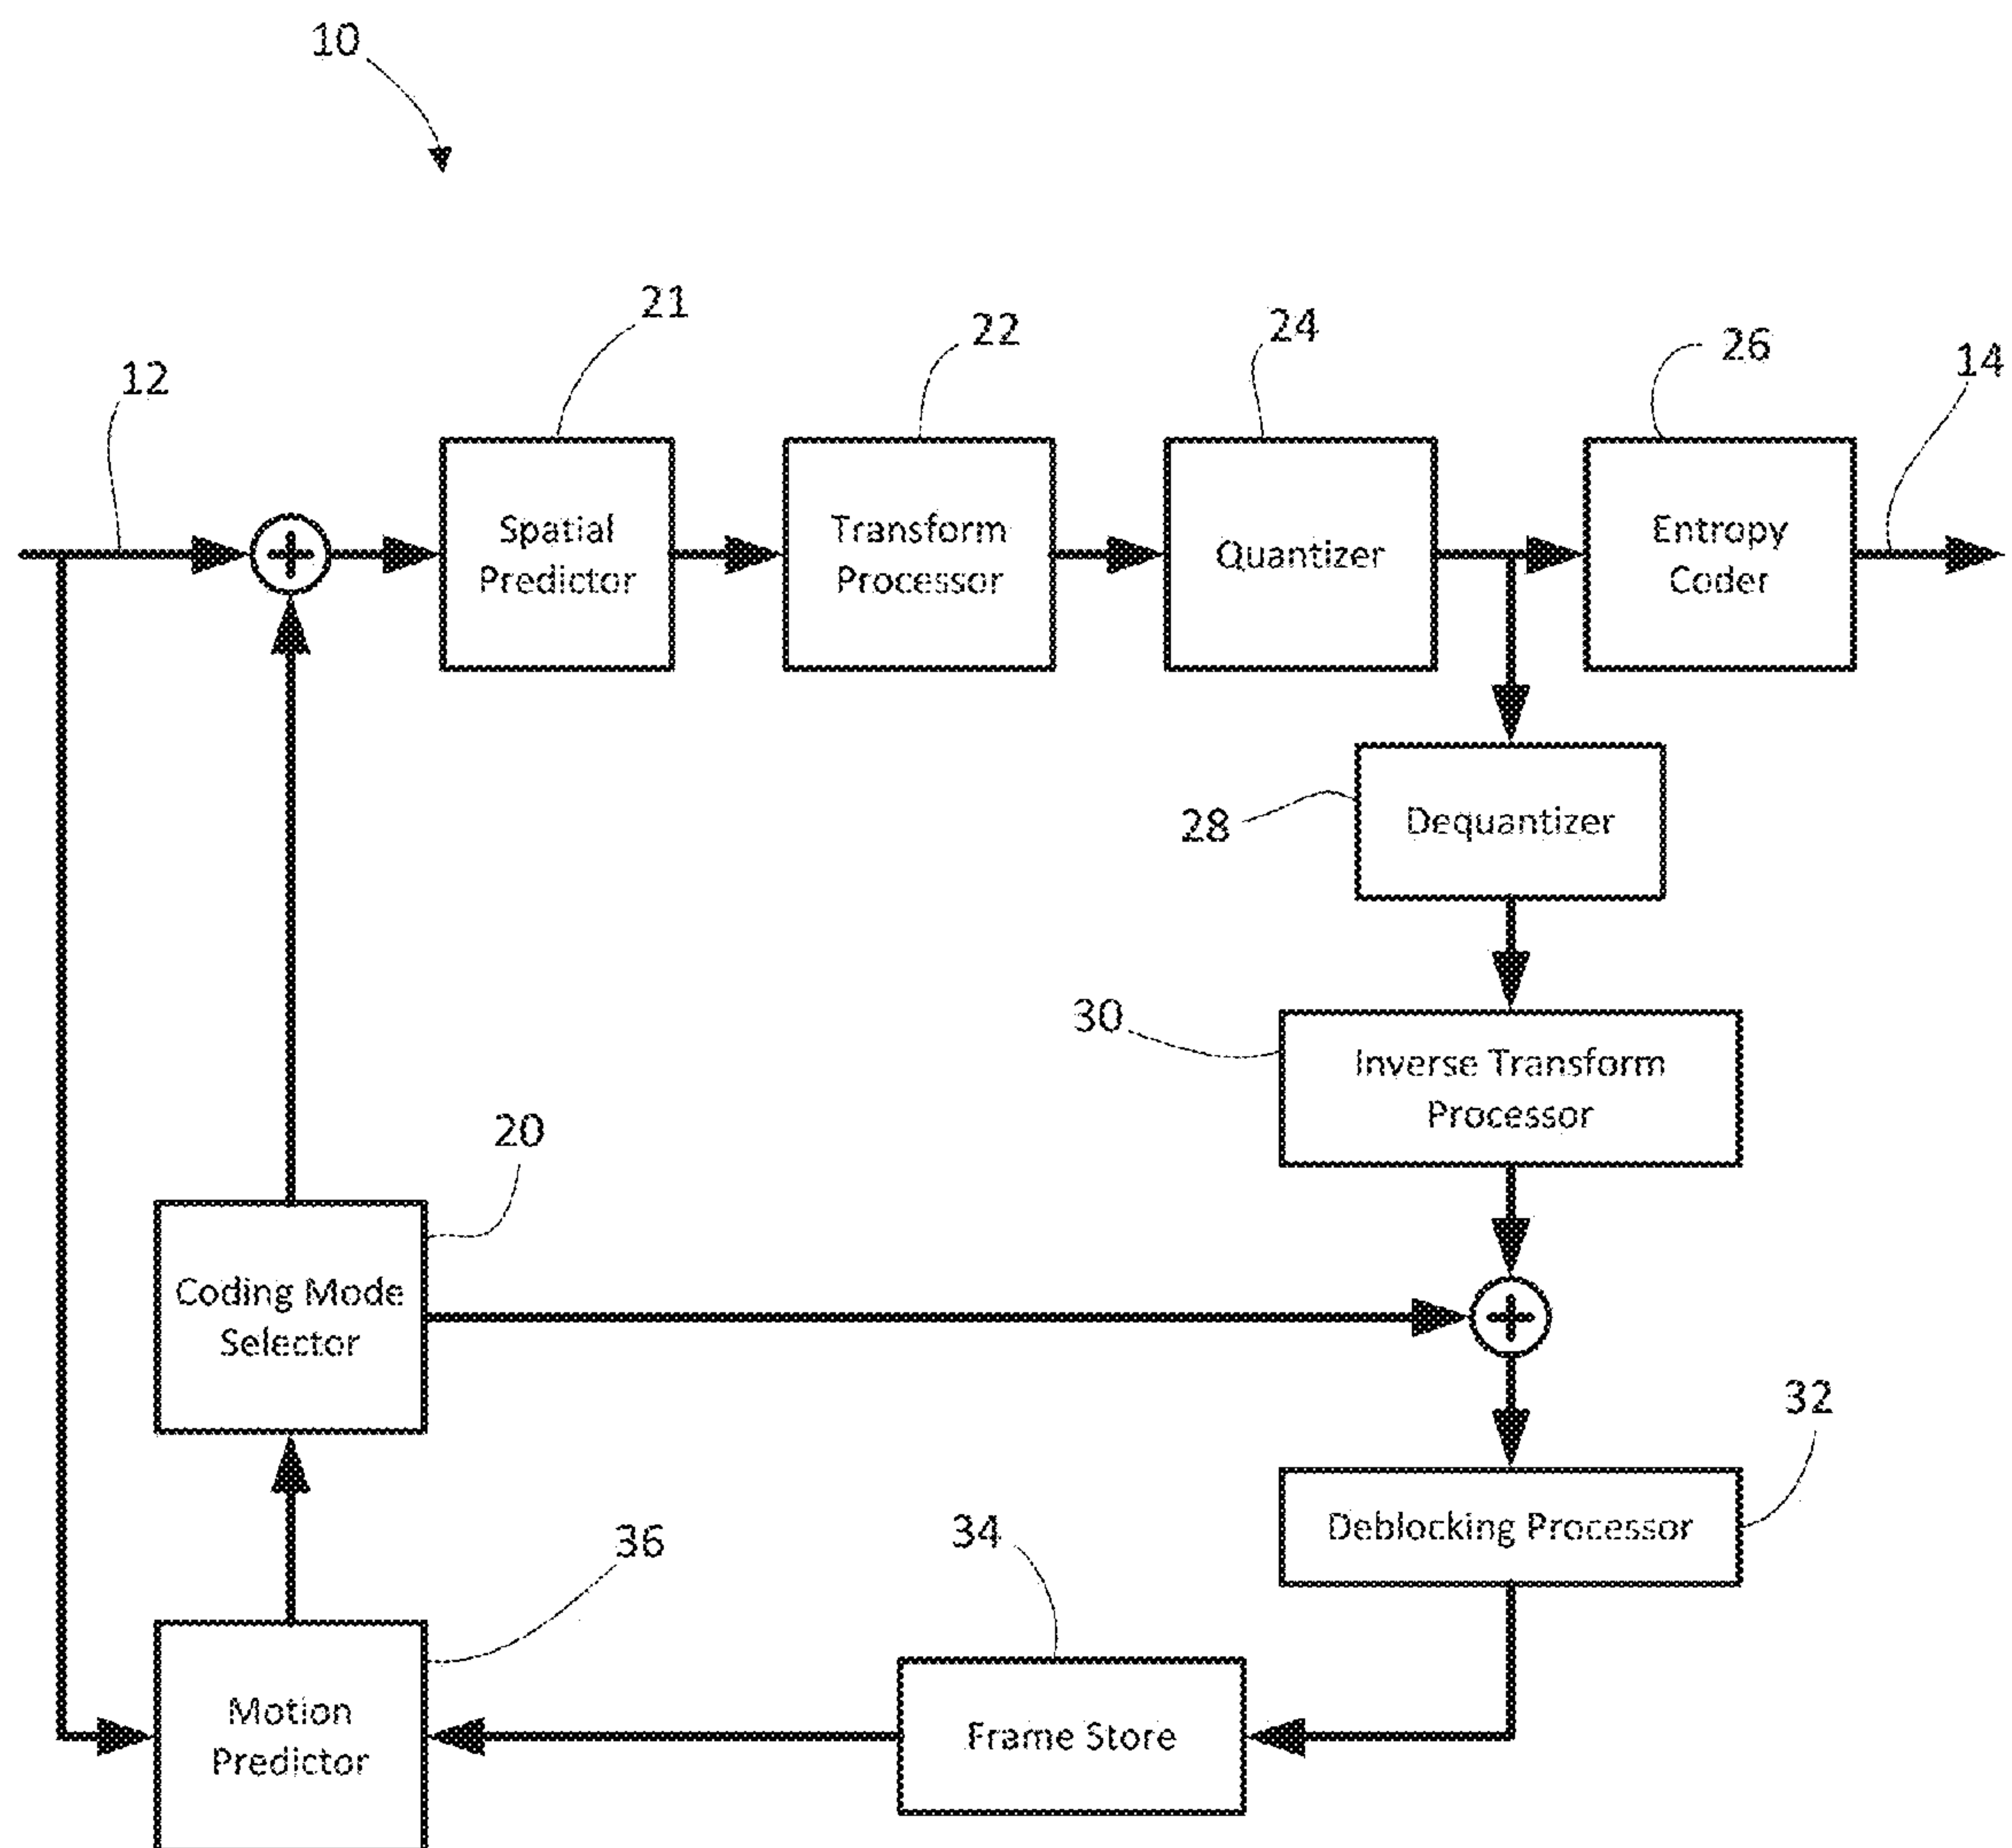 10
21
22
24
26
14
12
Spatial
Predictor
Transform
Processor
Quantizer
Entropy
Coder
28
Dequantizer
30
Inverse Transform
Processor
20
Coding Mode
Selector
32
Deblocking Processor
36
34
Motion
Predictor
Frame Store